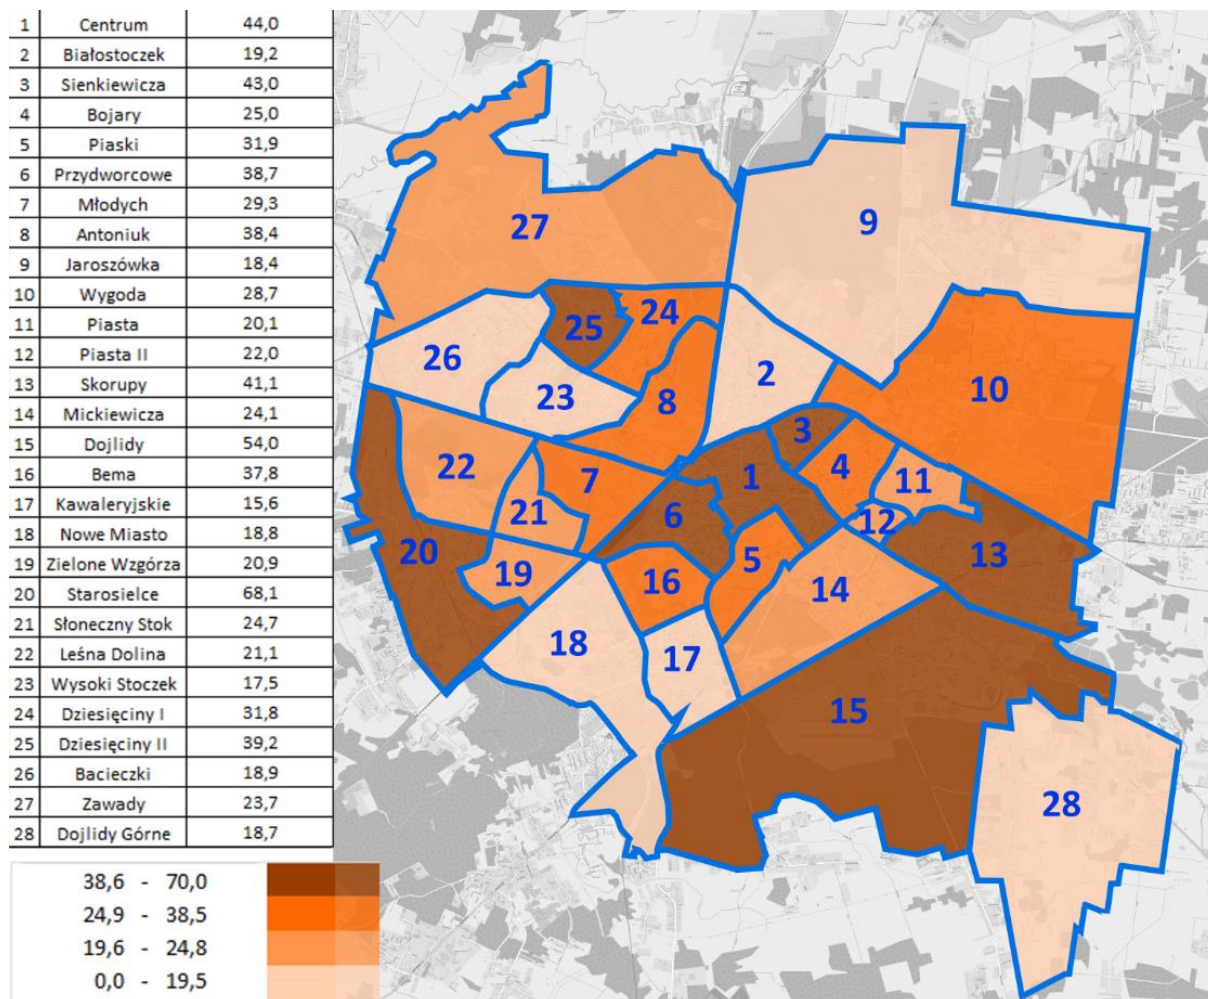 1 Centrum 44,0
2 Białostoczek 19,2
3 Sienkiewicza 43,0
4 Bojary 25,0
5 Piaski 31,9
6 Przydworcowe 38,7
7 Młodych 29,3
8 Antoniuk 38,4
9 Jaroszówka 18,4
10 Wygoda 28,7
11 Piasta 20,1
12 Piasta II 22,0
13 Skorupy 41,1
14 Mickiewicza 24,1
15 Dojlidy 54,0
16 Bema 37,8
17 Kawaleryjskie 15,6
18 Nowe Miasto 18,8
19 Zielone Wzgórza 20,9
20 Starosielce 68,1
21 Słoneczny Stok 24,7
22 Leśna Dolina 21,1
23 Wysoki Stoczek 17,5
24 Dziesięciny I 31,8
25 Dziesięciny II 39,2
26 Bacieczki 18,9
27 Zawady 23,7
28 Dojlidy Górne 18,7
38,6 - 70,0
24,9 - 38,5
19,6 - 24,8
0,0 - 19,5
27
9
25
24
26
2
10
23
8
3
22
7
1
4
11
21
6
12
20
19
16
5
13
14
18
17
15
28